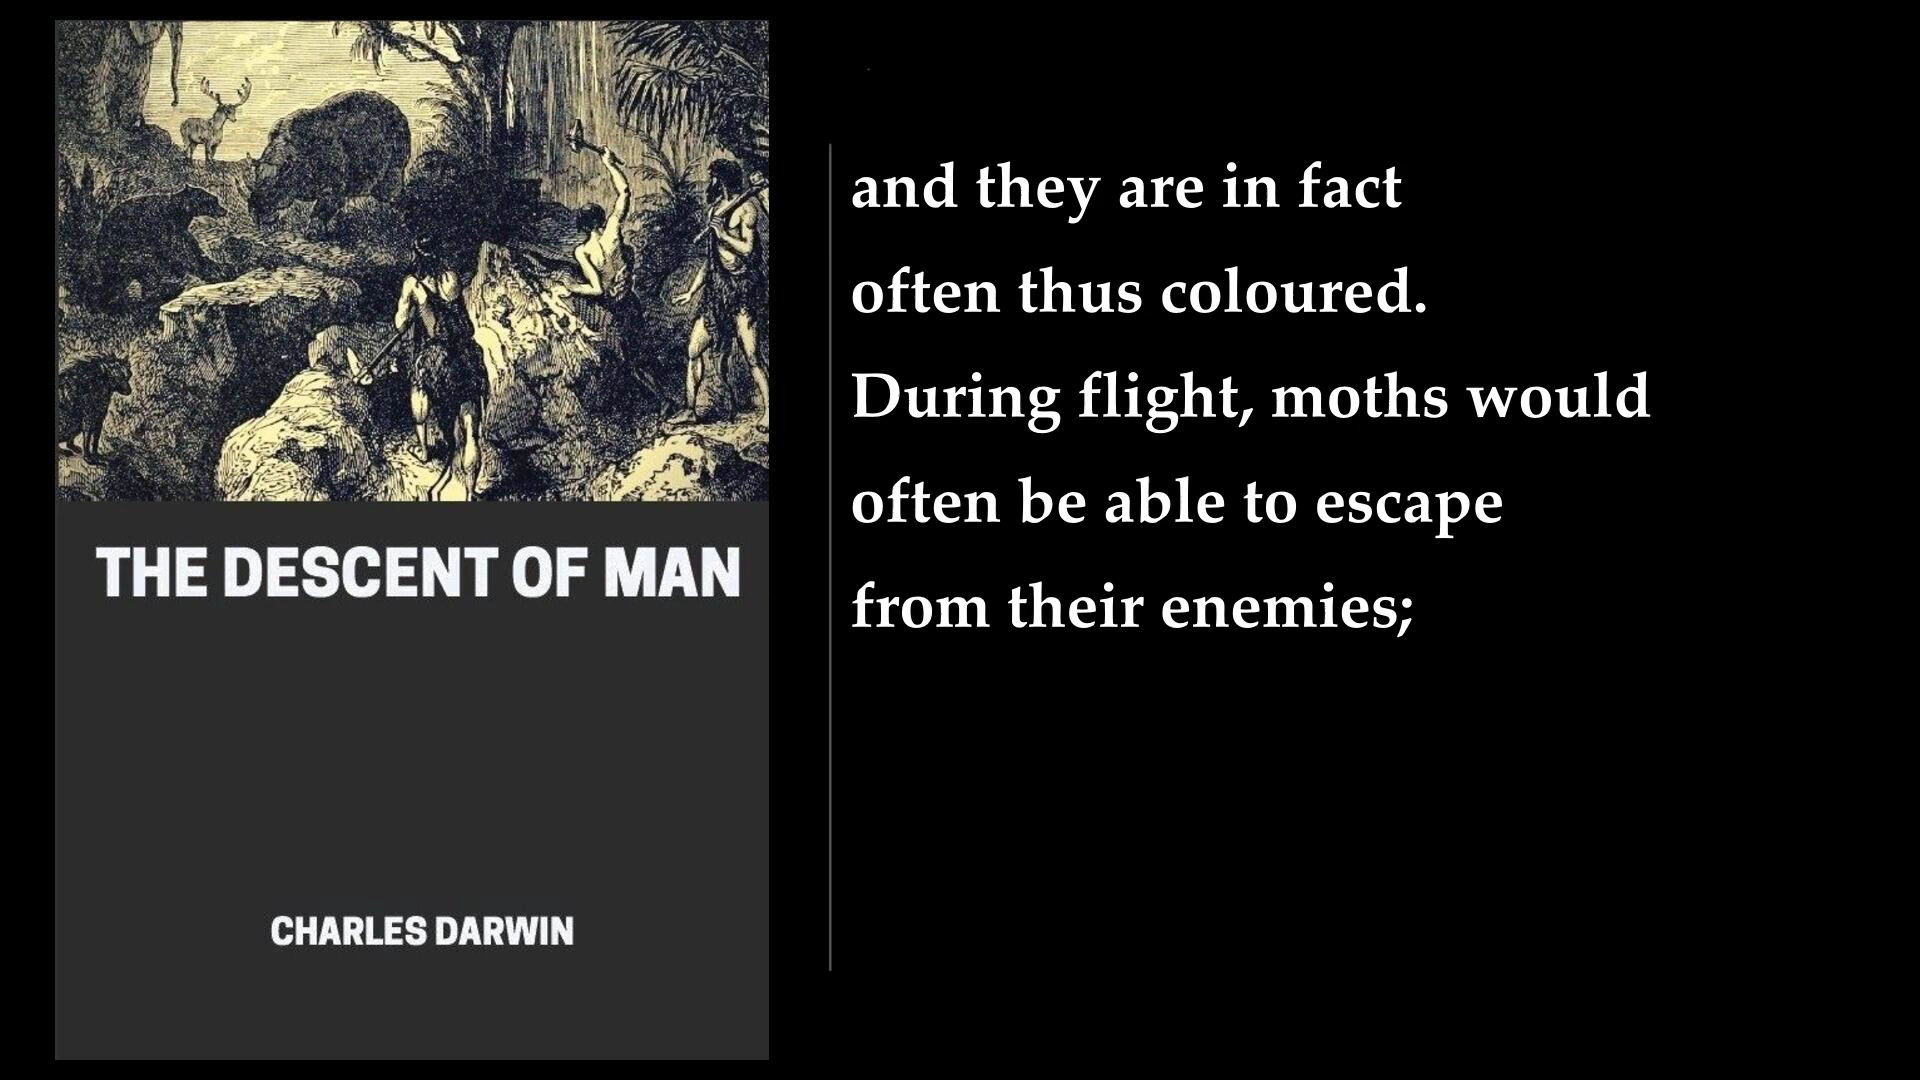 THE DESCENT OF MAN
CHARLES DARWIN
and they are in fact
often thus coloured.
During flight, moths would
often be able to escape
from their enemies;